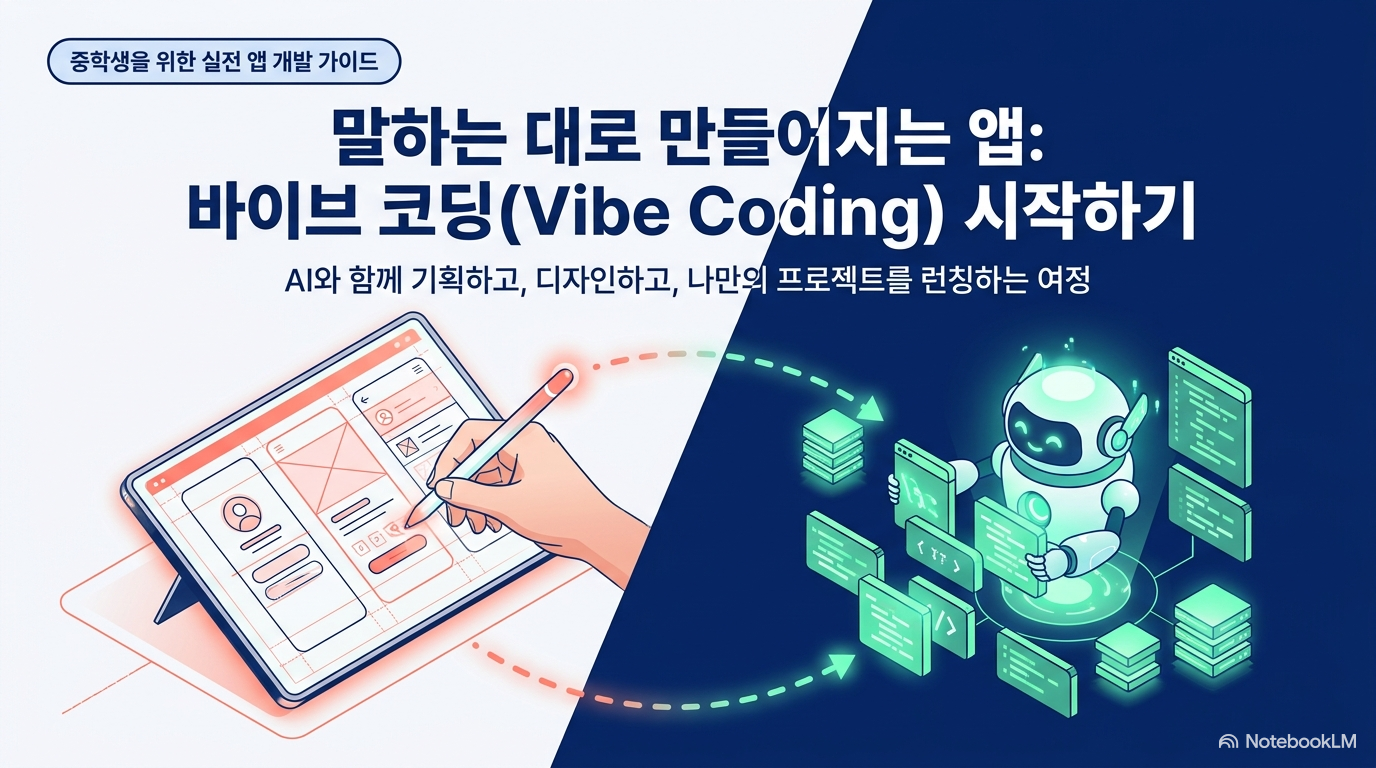 중학생을 위한 실전 앱 개발 가이드
말하는 대로 만들어지는 앱:
바이브 코딩(Vibe Coding) 시작하기
AI와 함께 기획하고, 디자인하고, 나만의 프로젝트를 런칭하는 여정
</>
NotebookLM